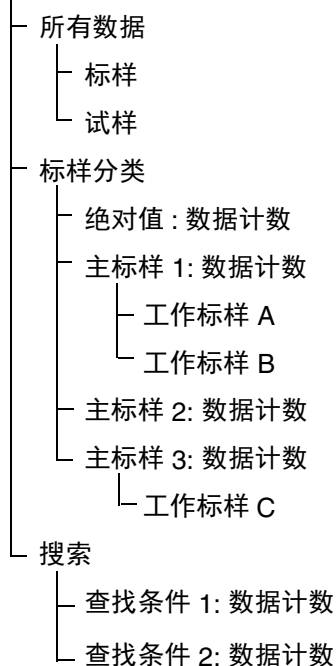 所有数据
标样
试样
标样分类
绝对值 : 数据计数
主标样 1: 数据计数
工作标样 A
工作标样 B
主标样 2: 数据计数
主标样 3: 数据计数
工作标样 C
搜索
查找条件 1: 数据计数
查找条件 2: 数据计数